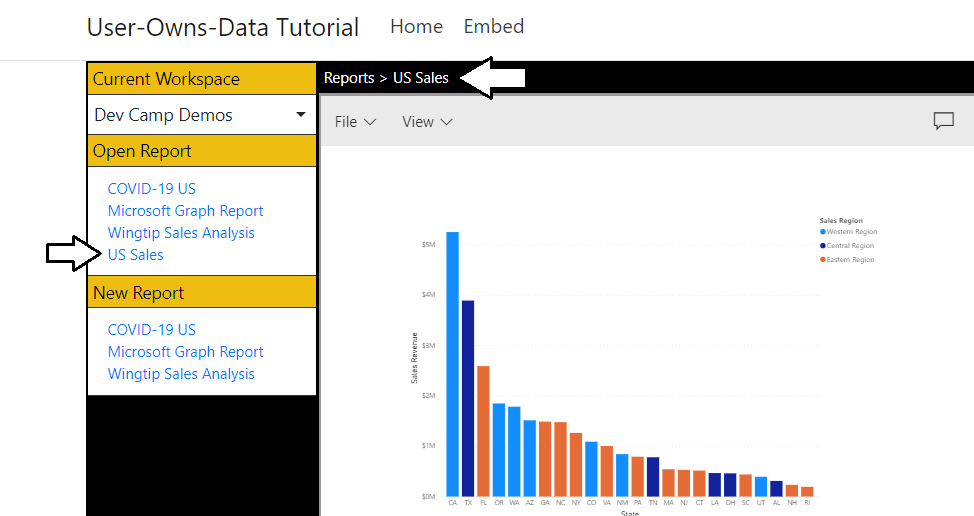 User-Owns-Data Tutorial Home Embed
Current Workspace
Dev Camp Demos
Open Report
COVID-19 US
Microsoft Graph Report
Wingtip Sales Analysis
US Sales
New Report
COVID-19 US
Microsoft Graph Report
Wingtip Sales Analysis
Reports > US Sales
File View
Sales Region
Western Region
Central Region
Eastern Region
Sales Revenue
$5M
$4M
$3M
$2M
$1M
$0M
CA TX FL OR WA AZ GA NC NY CO VA NM PA TN MA NJ CT LA OH SC UT AL NH RI
State